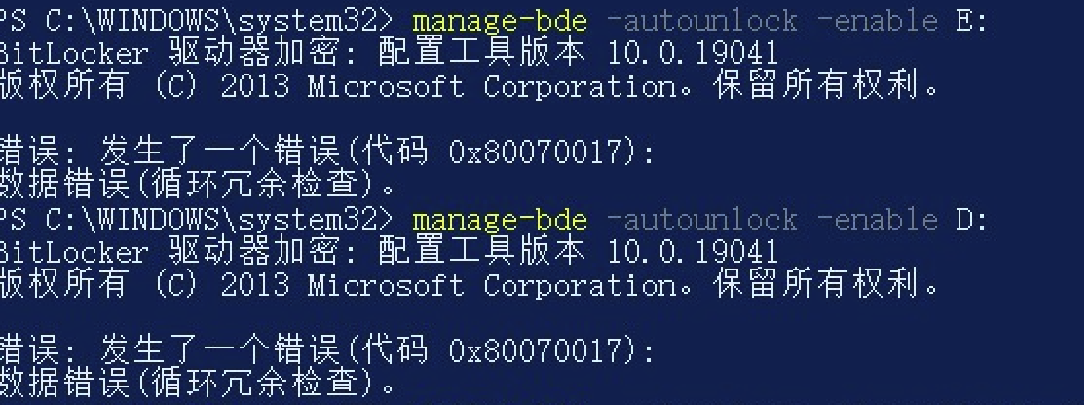 PS C:\WINDOWS\system32> manage-bde -autounlock -enable E:
BitLocker 驱动器加密: 配置工具版本 10.0.19041
版权所有 (C) 2013 Microsoft Corporation。保留所有权利。
错误: 发生了一个错误(代码 0x80070017):
数据错误(循环冗余检查)。
PS C:\WINDOWS\system32> manage-bde -autounlock -enable D:
BitLocker 驱动器加密: 配置工具版本 10.0.19041
版权所有 (C) 2013 Microsoft Corporation。保留所有权利。
错误: 发生了一个错误(代码 0x80070017):
数据错误(循环冗余检查)。